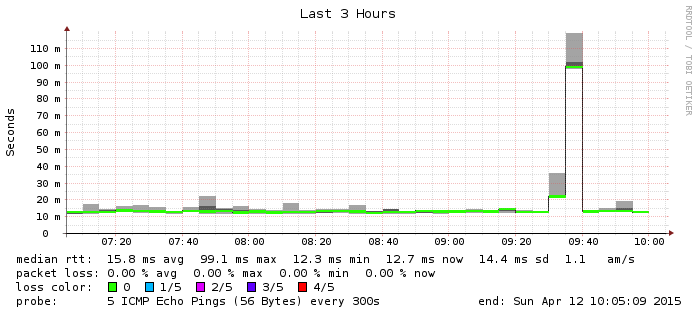 Last 3 Hours
RRDTOOL / TOBI OETIKER
Seconds
110 m
100 m
90 m
80 m
70 m
60 m
50 m
40 m
30 m
20 m
10 m
0
07:20 07:40 08:00 08:20 08:40 09:00 09:20 09:40 10:00
median rtt: 15.8 ms avg 99.1 ms max 12.3 ms min 12.7 ms now 14.4 ms sd 1.1 am/s
packet loss: 0.00 % avg 0.00 % max 0.00 % min 0.00 % now
loss color: 0 1/5 2/5 3/5 4/5
probe: 5 ICMP Echo Pings (56 Bytes) every 300s end: Sun Apr 12 10:05:09 2015